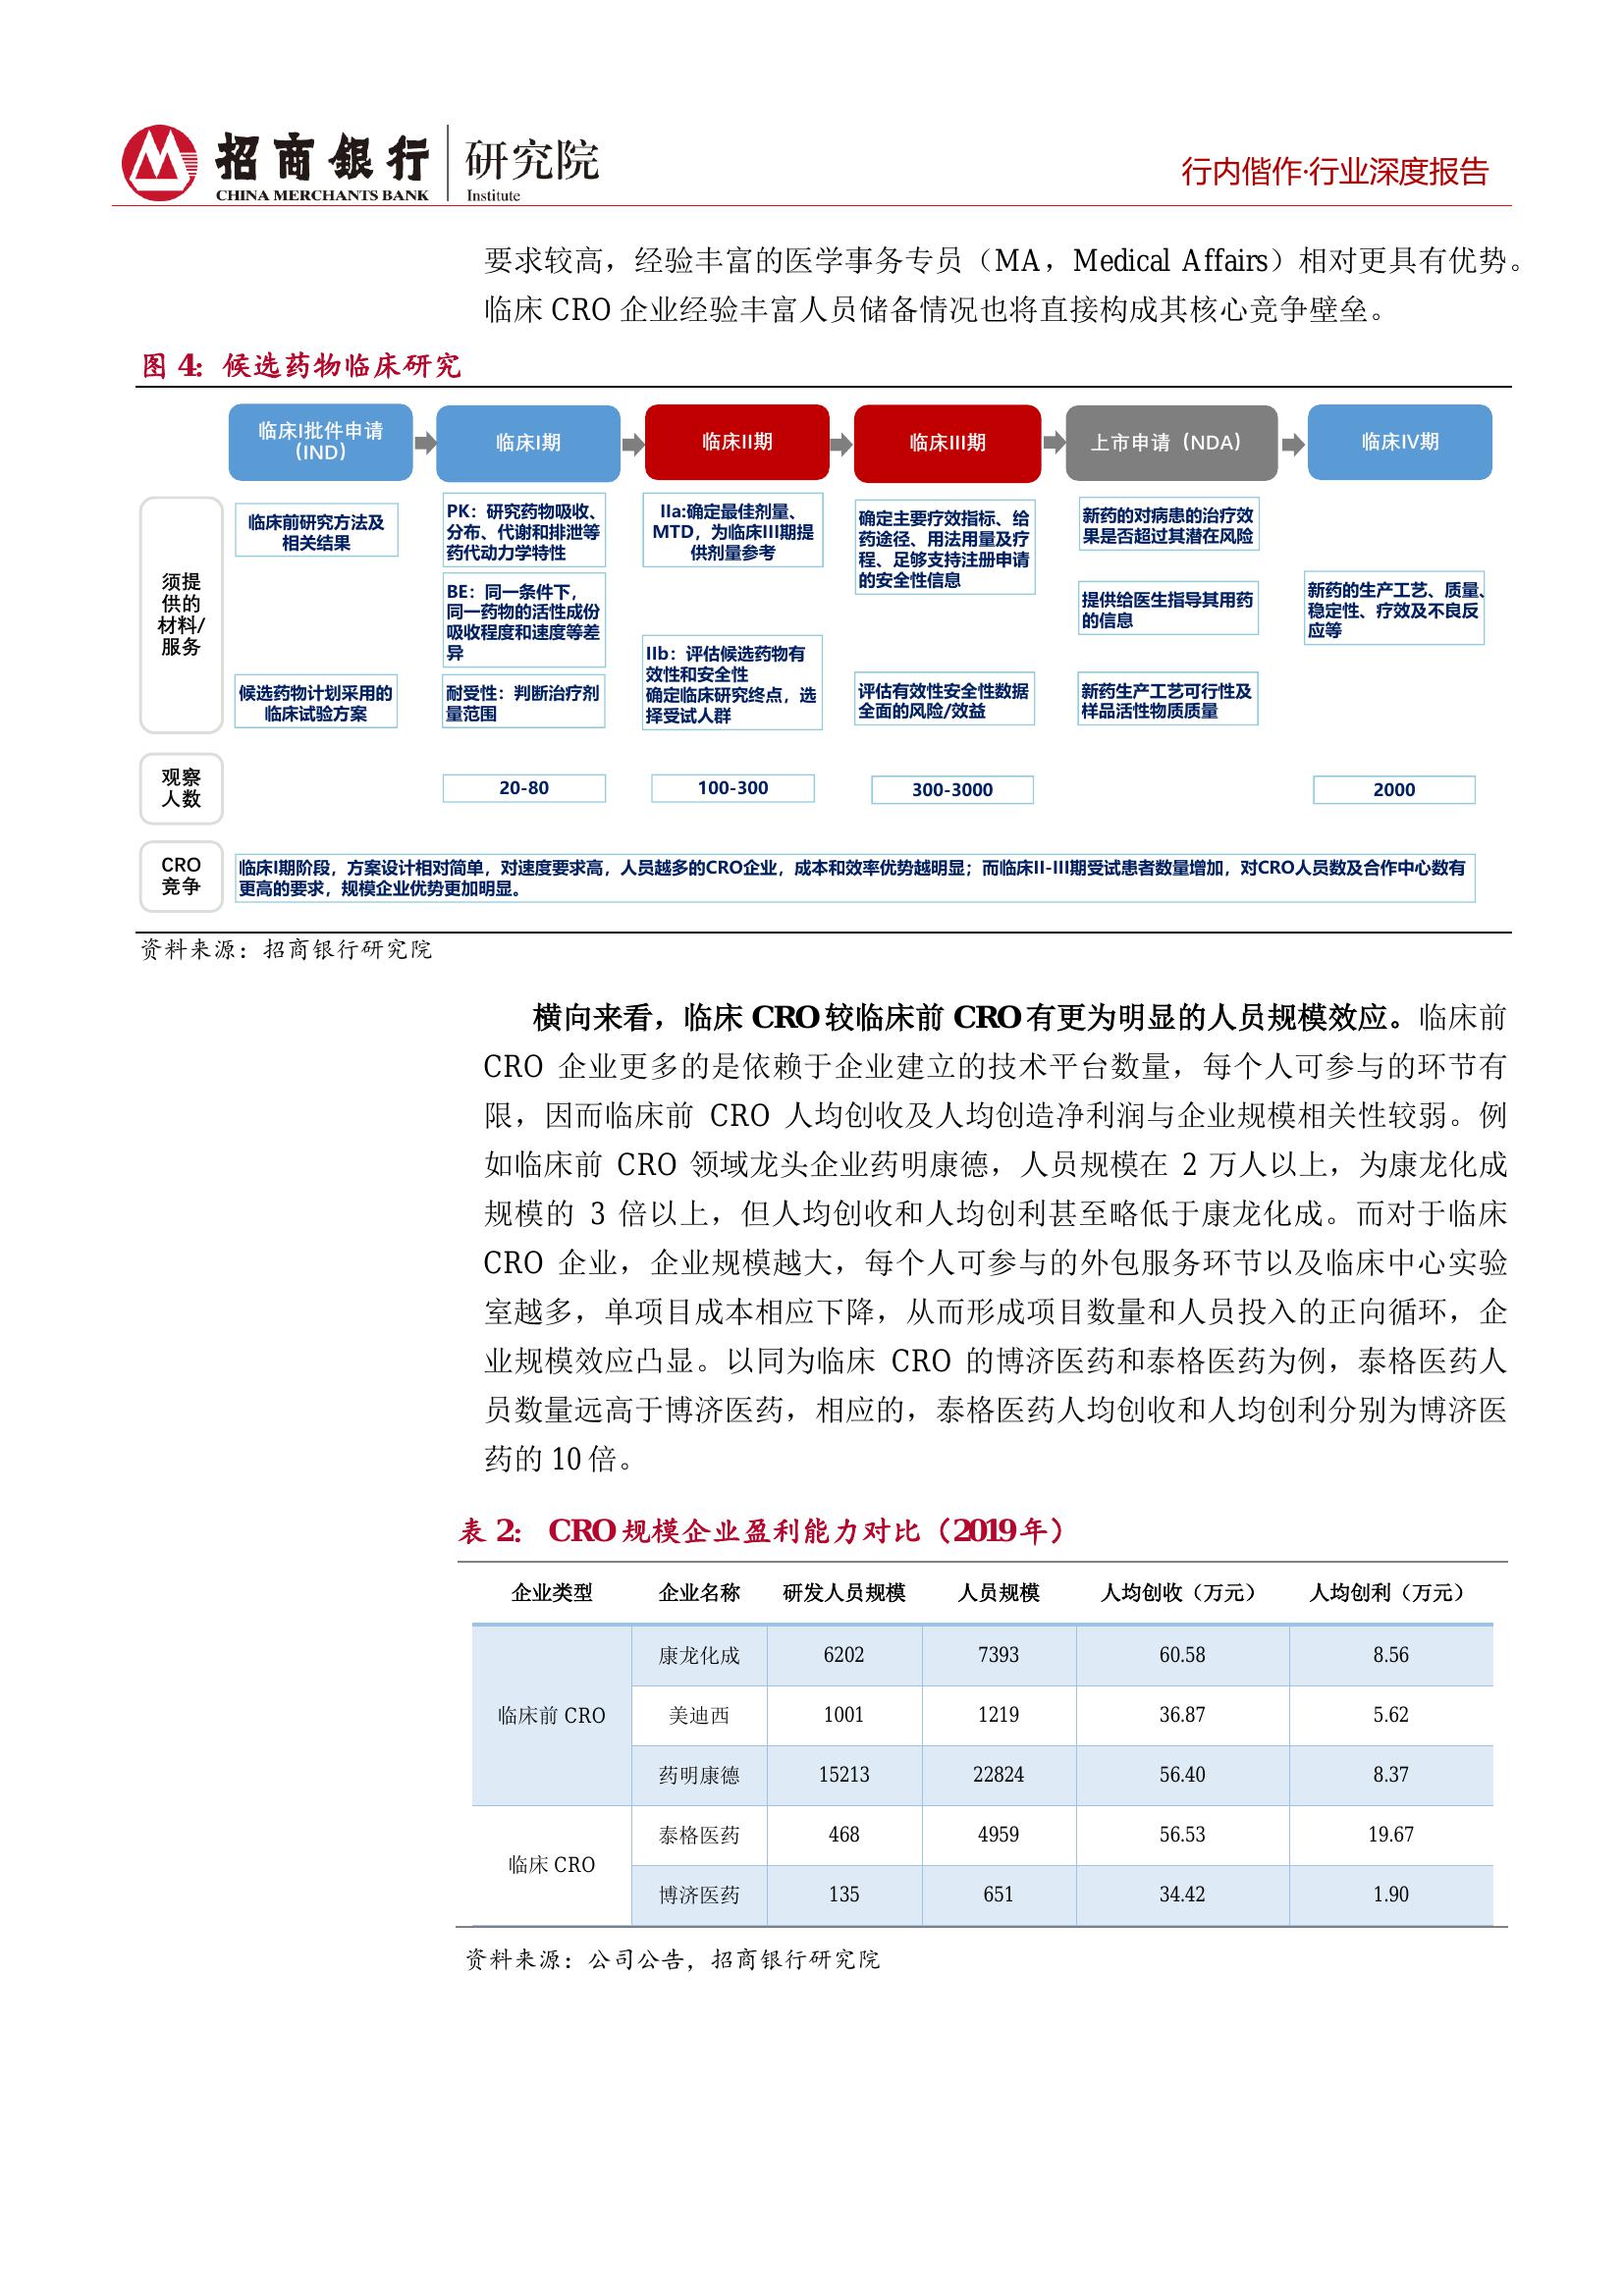 招商银行 研究院
CHINA MERCHANTS BANK Institute
行内偕作·行业深度报告
要求较高，经验丰富的医学事务专员（MA，Medical Affairs）相对更具有优势。
临床 CRO 企业经验丰富人员储备情况也将直接构成其核心竞争壁垒。
图 4: 候选药物临床研究
临床I批件申请
（IND）
临床I期
临床II期
临床III期
上市申请（NDA）
临床IV期
须提
供的
材料/
服务
临床前研究方法及
相关结果
候选药物计划采用的
临床试验方案
PK：研究药物吸收、
分布、代谢和排泄等
药代动力学特性
BE：同一条件下，
同一药物的活性成份
吸收程度和速度等差
异
耐受性：判断治疗剂
量范围
IIa:确定最佳剂量、
MTD，为临床III期提
供剂量参考
IIb：评估候选药物有
效性和安全性
确定临床研究终点，选
择受试人群
确定主要疗效指标、给
药途径、用法用量及疗
程、足够支持注册申请
的安全性信息
评估有效性安全性数据
全面的风险/效益
新药的对病患的治疗效
果是否超过其潜在风险
提供给医生指导其用药
的信息
新药生产工艺可行性及
样品活性物质质量
新药的生产工艺、质量、
稳定性、疗效及不良反
应等
观察
人数
20-80
100-300
300-3000
2000
CRO
竞争
临床I期阶段，方案设计相对简单，对速度要求高，人员越多的CRO企业，成本和效率优势越明显；而临床II-III期受试患者数量增加，对CRO人员数及合作中心数有
更高的要求，规模企业优势更加明显。
资料来源：招商银行研究院
横向来看，临床 CRO 较临床前 CRO 有更为明显的人员规模效应。临床前
CRO 企业更多的是依赖于企业建立的技术平台数量，每个人可参与的环节有
限，因而临床前 CRO 人均创收及人均创造净利润与企业规模相关性较弱。例
如临床前 CRO 领域龙头企业药明康德，人员规模在 2 万人以上，为康龙化成
规模的 3 倍以上，但人均创收和人均创利甚至略低于康龙化成。而对于临床
CRO 企业，企业规模越大，每个人可参与的外包服务环节以及临床中心实验
室越多，单项目成本相应下降，从而形成项目数量和人员投入的正向循环，企
业规模效应凸显。以同为临床 CRO 的博济医药和泰格医药为例，泰格医药人
员数量远高于博济医药，相应的，泰格医药人均创收和人均创利分别为博济医
药的 10 倍。
表 2: CRO 规模企业盈利能力对比（2019 年）
企业类型 企业名称 研发人员规模 人员规模 人均创收（万元） 人均创利（万元）
临床前 CRO
康龙化成 6202 7393 60.58 8.56
美迪西 1001 1219 36.87 5.62
药明康德 15213 22824 56.40 8.37
临床 CRO
泰格医药 468 4959 56.53 19.67
博济医药 135 651 34.42 1.90
资料来源：公司公告，招商银行研究院